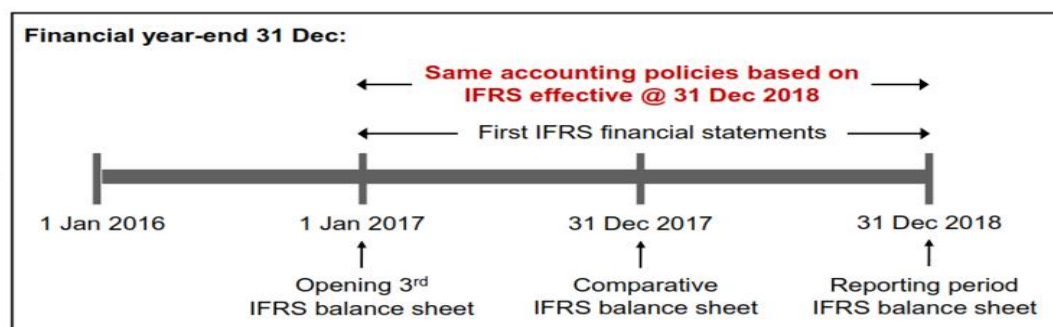 Financial year-end 31 Dec:
Same accounting policies based on
IFRS effective @ 31 Dec 2018
First IFRS financial statements
1 Jan 2016
1 Jan 2017
31 Dec 2017
31 Dec 2018
Opening 3rd
IFRS balance sheet
Comparative
IFRS balance sheet
Reporting period
IFRS balance sheet